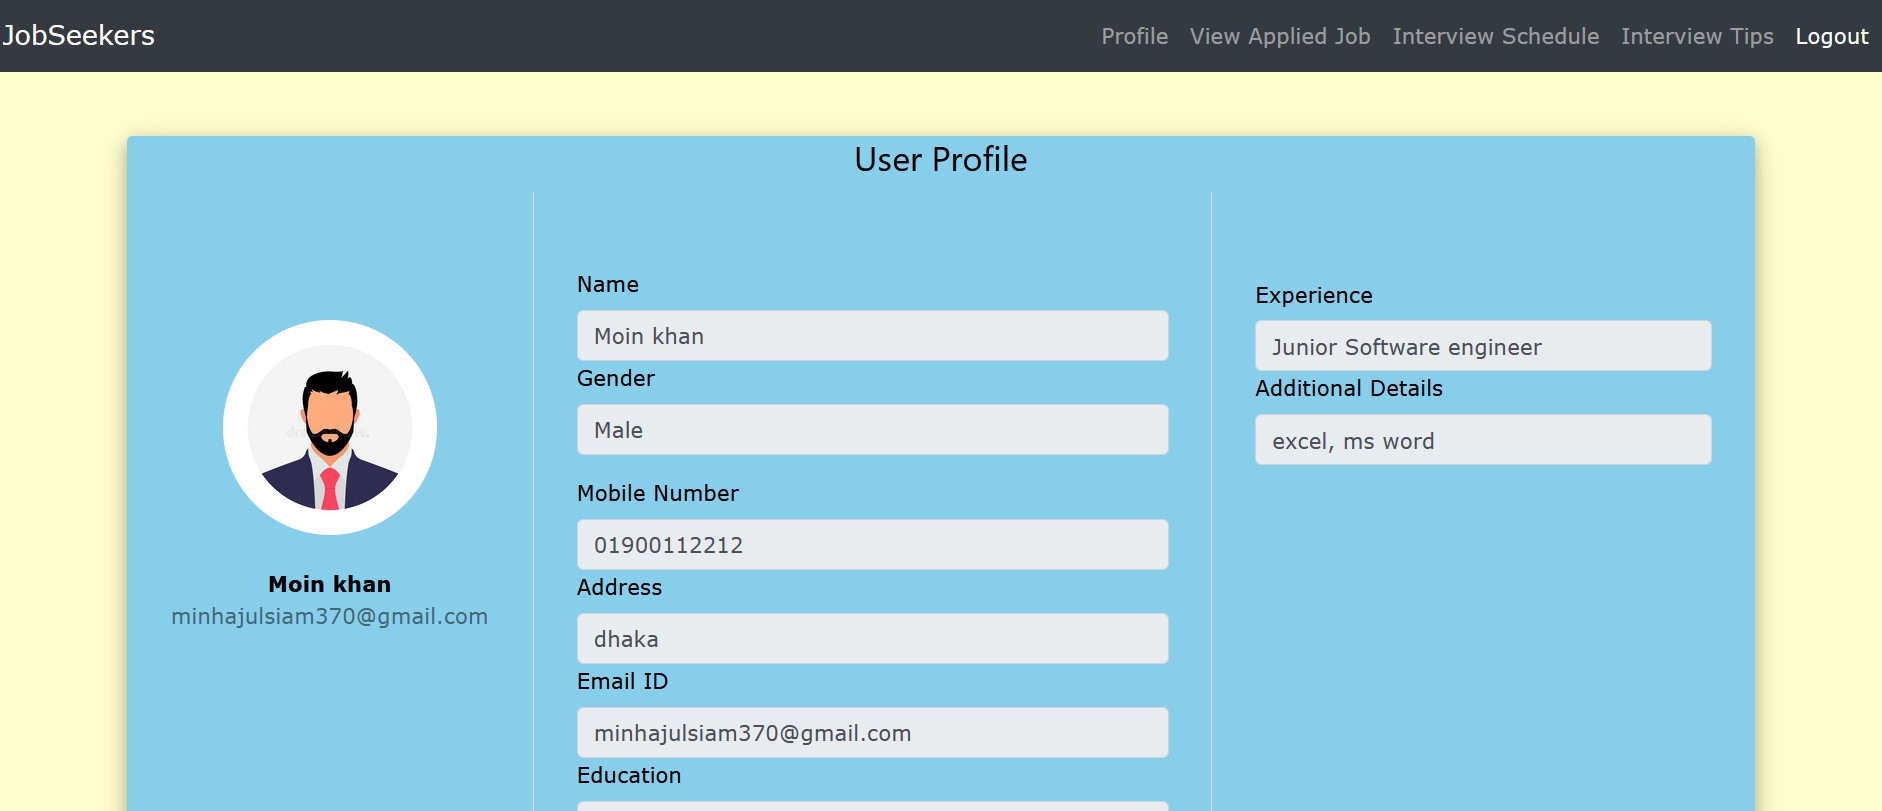 JobSeekers
Profile View Applied Job Interview Schedule Interview Tips Logout
User Profile
Moin khan
minhajulsiam370@gmail.com
Name
Moin khan
Gender
Male
Mobile Number
01900112212
Address
dhaka
Email ID
minhajulsiam370@gmail.com
Education
Experience
Junior Software engineer
Additional Details
excel, ms word